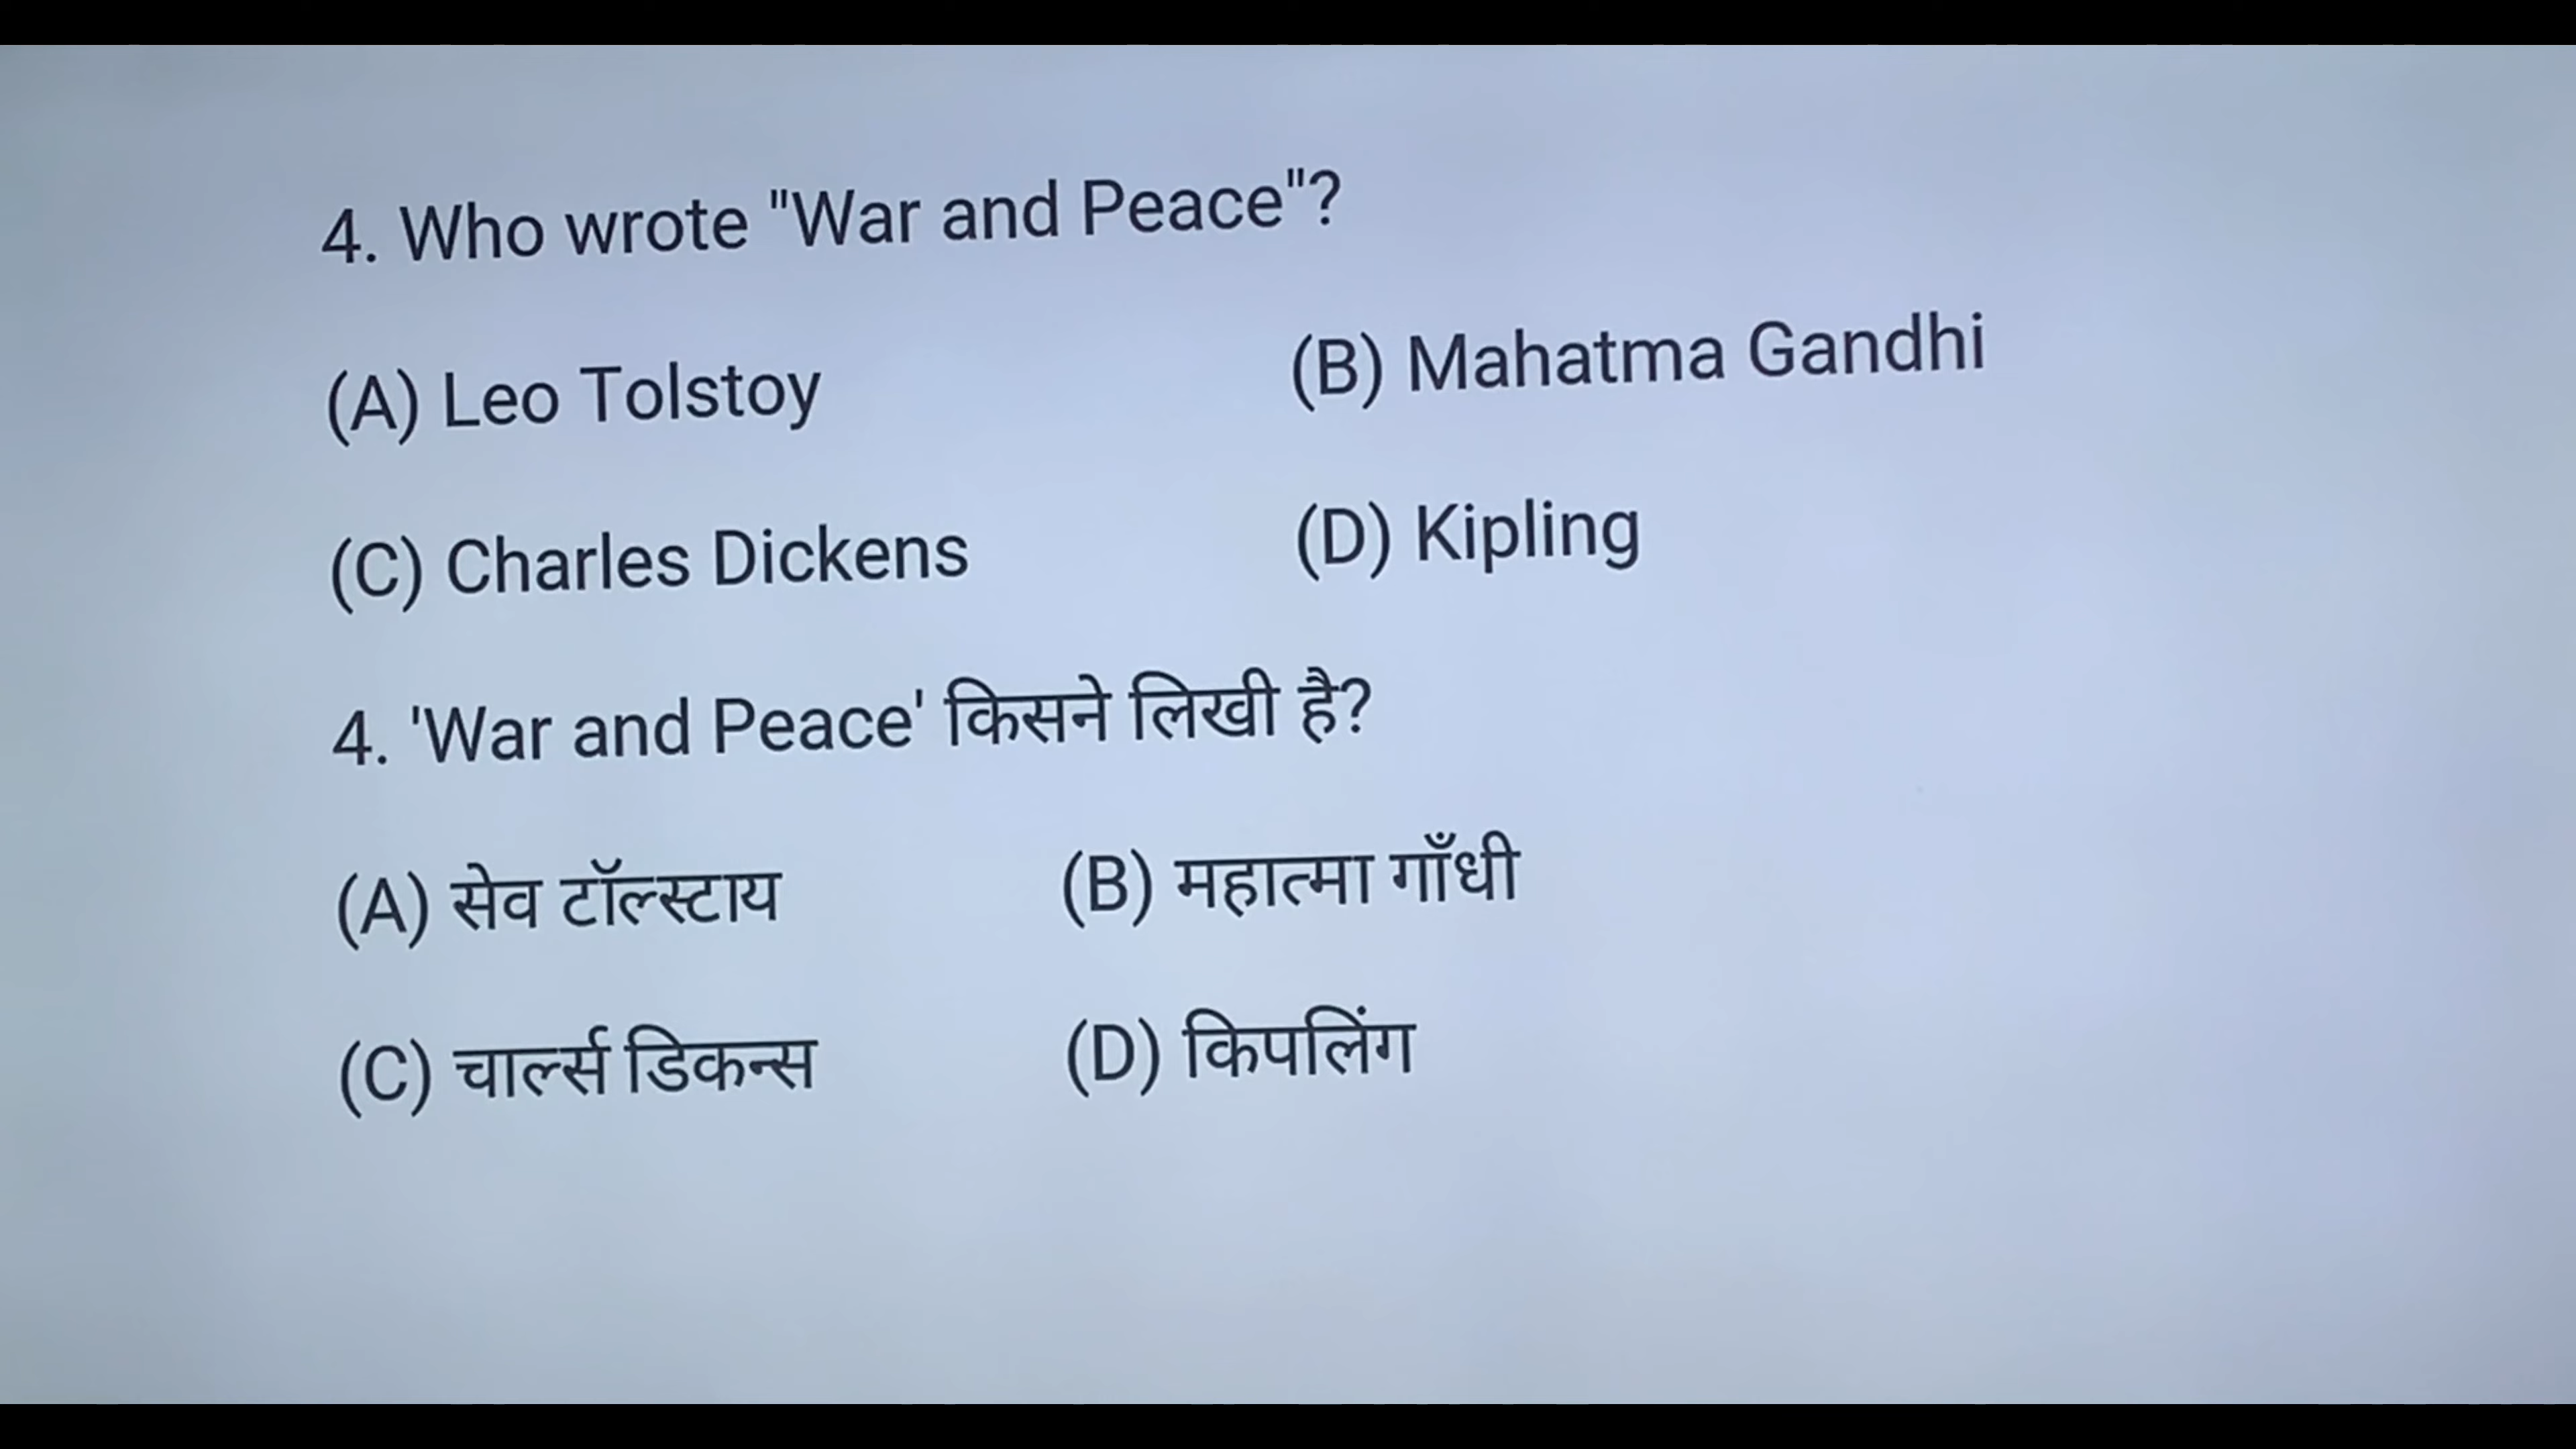 4. Who wrote "War and Peace"?
(A) Leo Tolstoy (B) Mahatma Gandhi
(C) Charles Dickens (D) Kipling
4. 'War and Peace' किसने लिखी है?
(A) सेव टॉल्स्टाय (B) महात्मा गाँधी
(C) चार्ल्स डिकन्स (D) किपलिंग